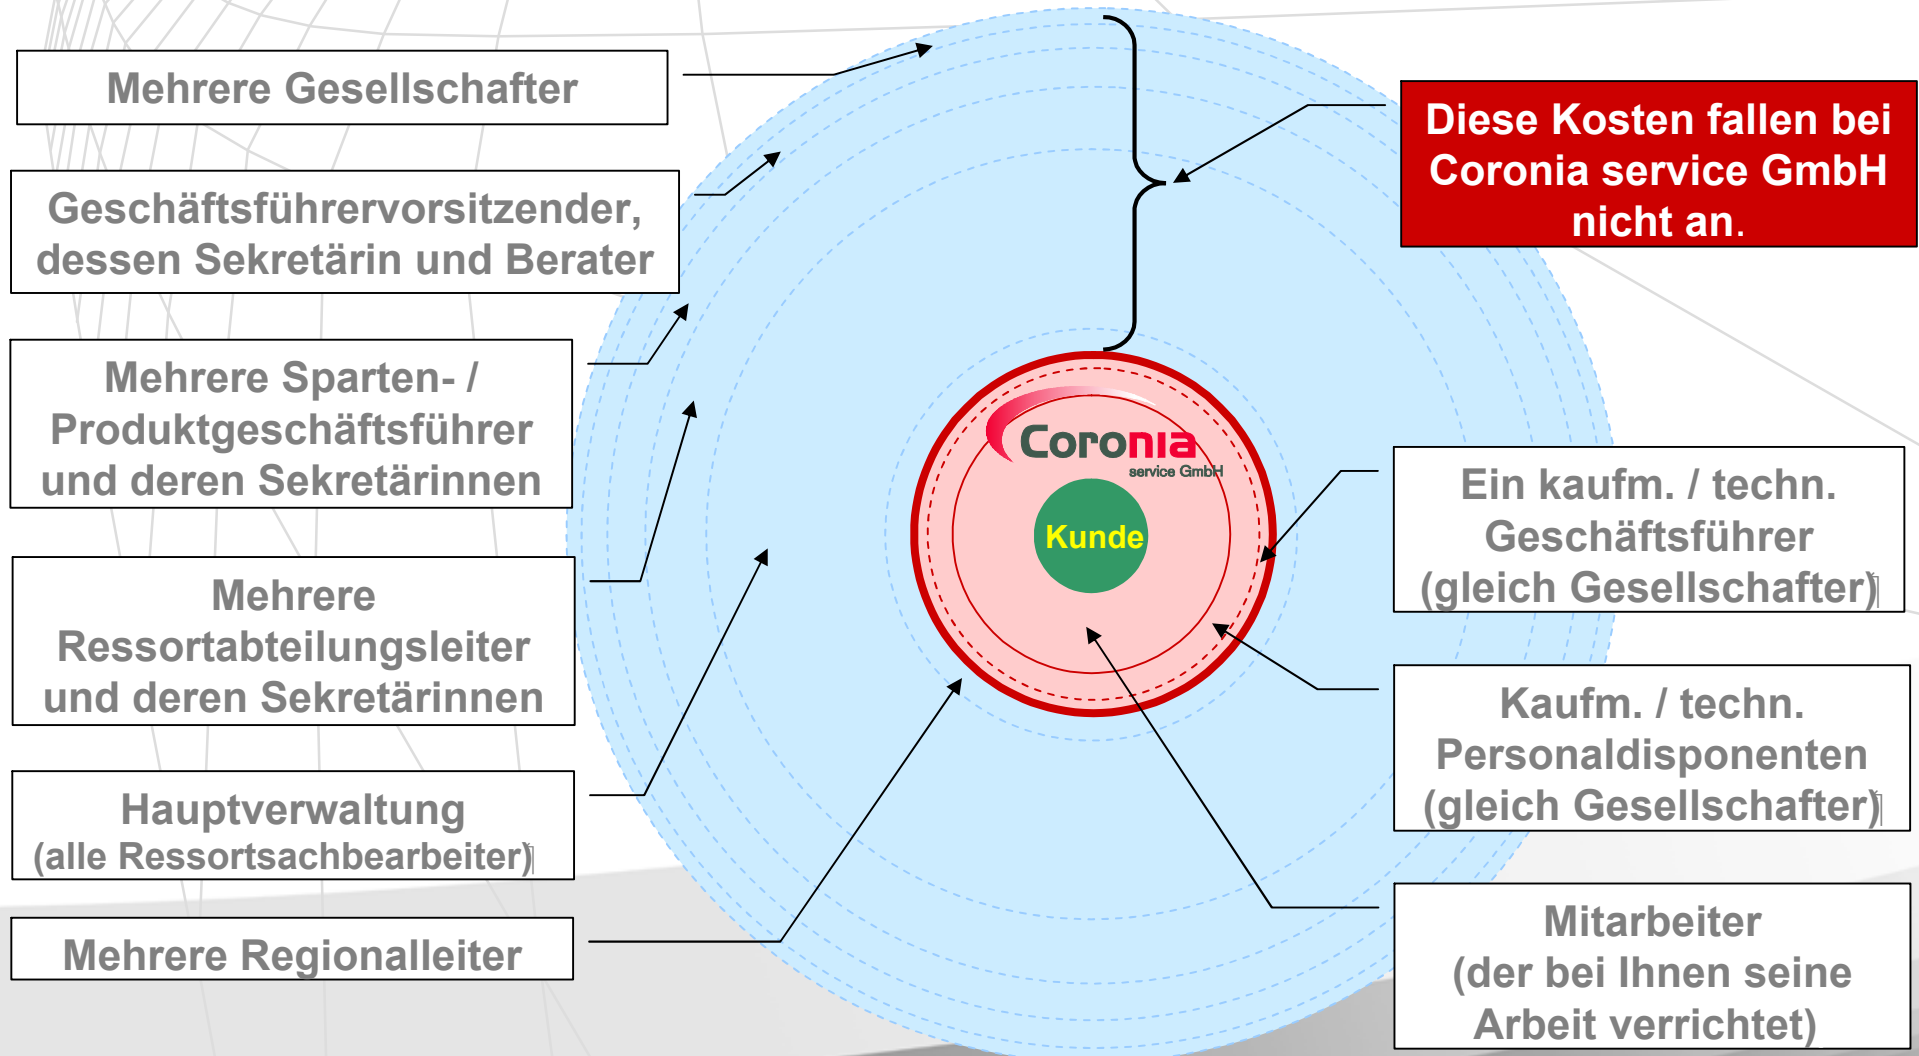 Mehrere Gesellschafter
Geschäftsführervorsitzender,
dessen Sekretärin und Berater
Mehrere Sparten- /
Produktgeschäftsführer
und deren Sekretärinnen
Mehrere
Ressortabteilungsleiter
und deren Sekretärinnen
Hauptverwaltung
(alle Ressortsachbearbeiter)
Mehrere Regionalleiter
Coronia
service GmbH
Kunde
Diese Kosten fallen bei
Coronia service GmbH
nicht an.
Ein kaufm. / techn.
Geschäftsführer
(gleich Gesellschafter)
Kaufm. / techn.
Personaldisponenten
(gleich Gesellschafter)
Mitarbeiter
(der bei Ihnen seine
Arbeit verrichtet)